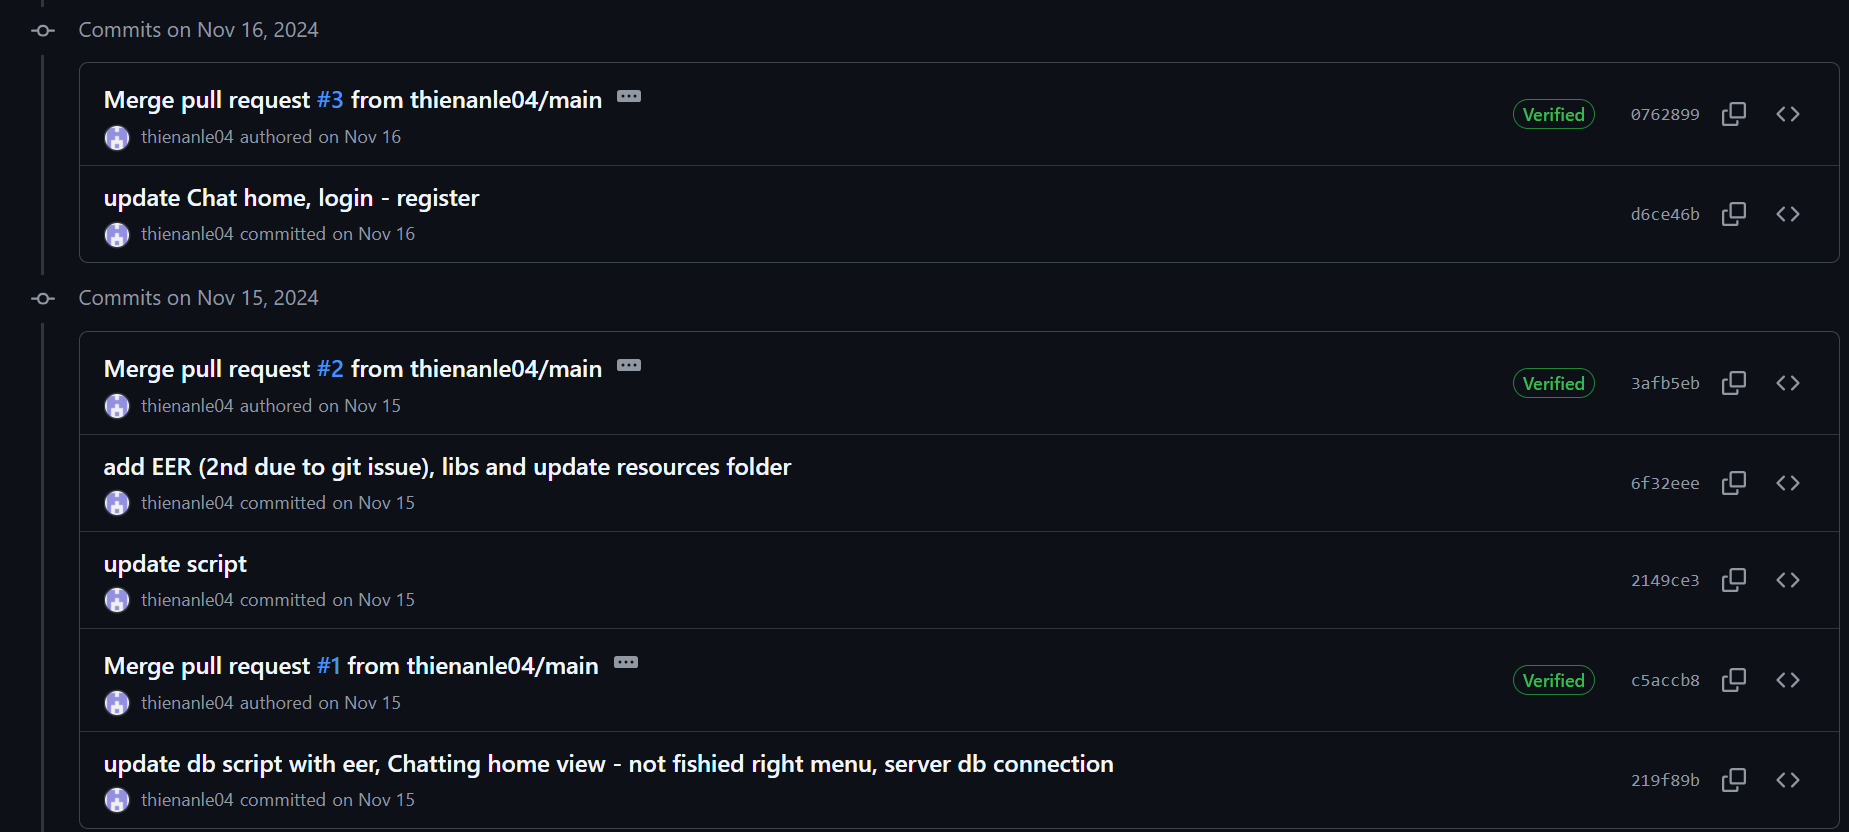 Commits on Nov 16, 2024
Merge pull request #3 from thienanle04/main
thienanle04 authored on Nov 16
Verified
0762899
update Chat home, login - register
thienanle04 committed on Nov 16
d6ce46b
Commits on Nov 15, 2024
Merge pull request #2 from thienanle04/main
thienanle04 authored on Nov 15
Verified
3afb5eb
add EER (2nd due to git issue), libs and update resources folder
thienanle04 committed on Nov 15
6f32eee
update script
thienanle04 committed on Nov 15
2149ce3
Merge pull request #1 from thienanle04/main
thienanle04 authored on Nov 15
Verified
c5accb8
update db script with eer, Chatting home view - not fishied right menu, server db connection
thienanle04 committed on Nov 15
219f89b